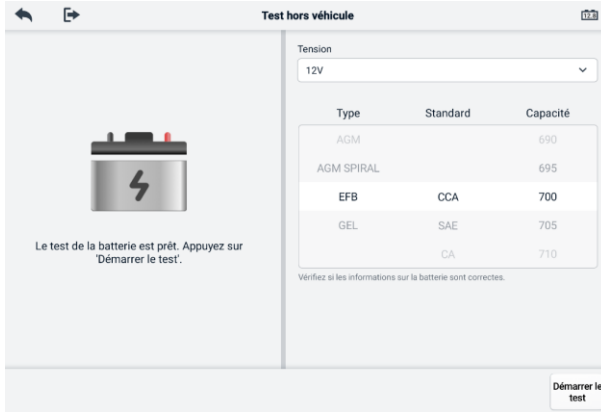 Test hors véhicule
12.8
Tension
12V
Type Standard Capacité
AGM 690
AGM SPIRAL 695
EFB CCA 700
GEL SAE 705
CA 710
Vérifiez si les informations sur la batterie sont correctes.
Le test de la batterie est prêt. Appuyez sur
'Démarrer le test'.
Démarrer le
test